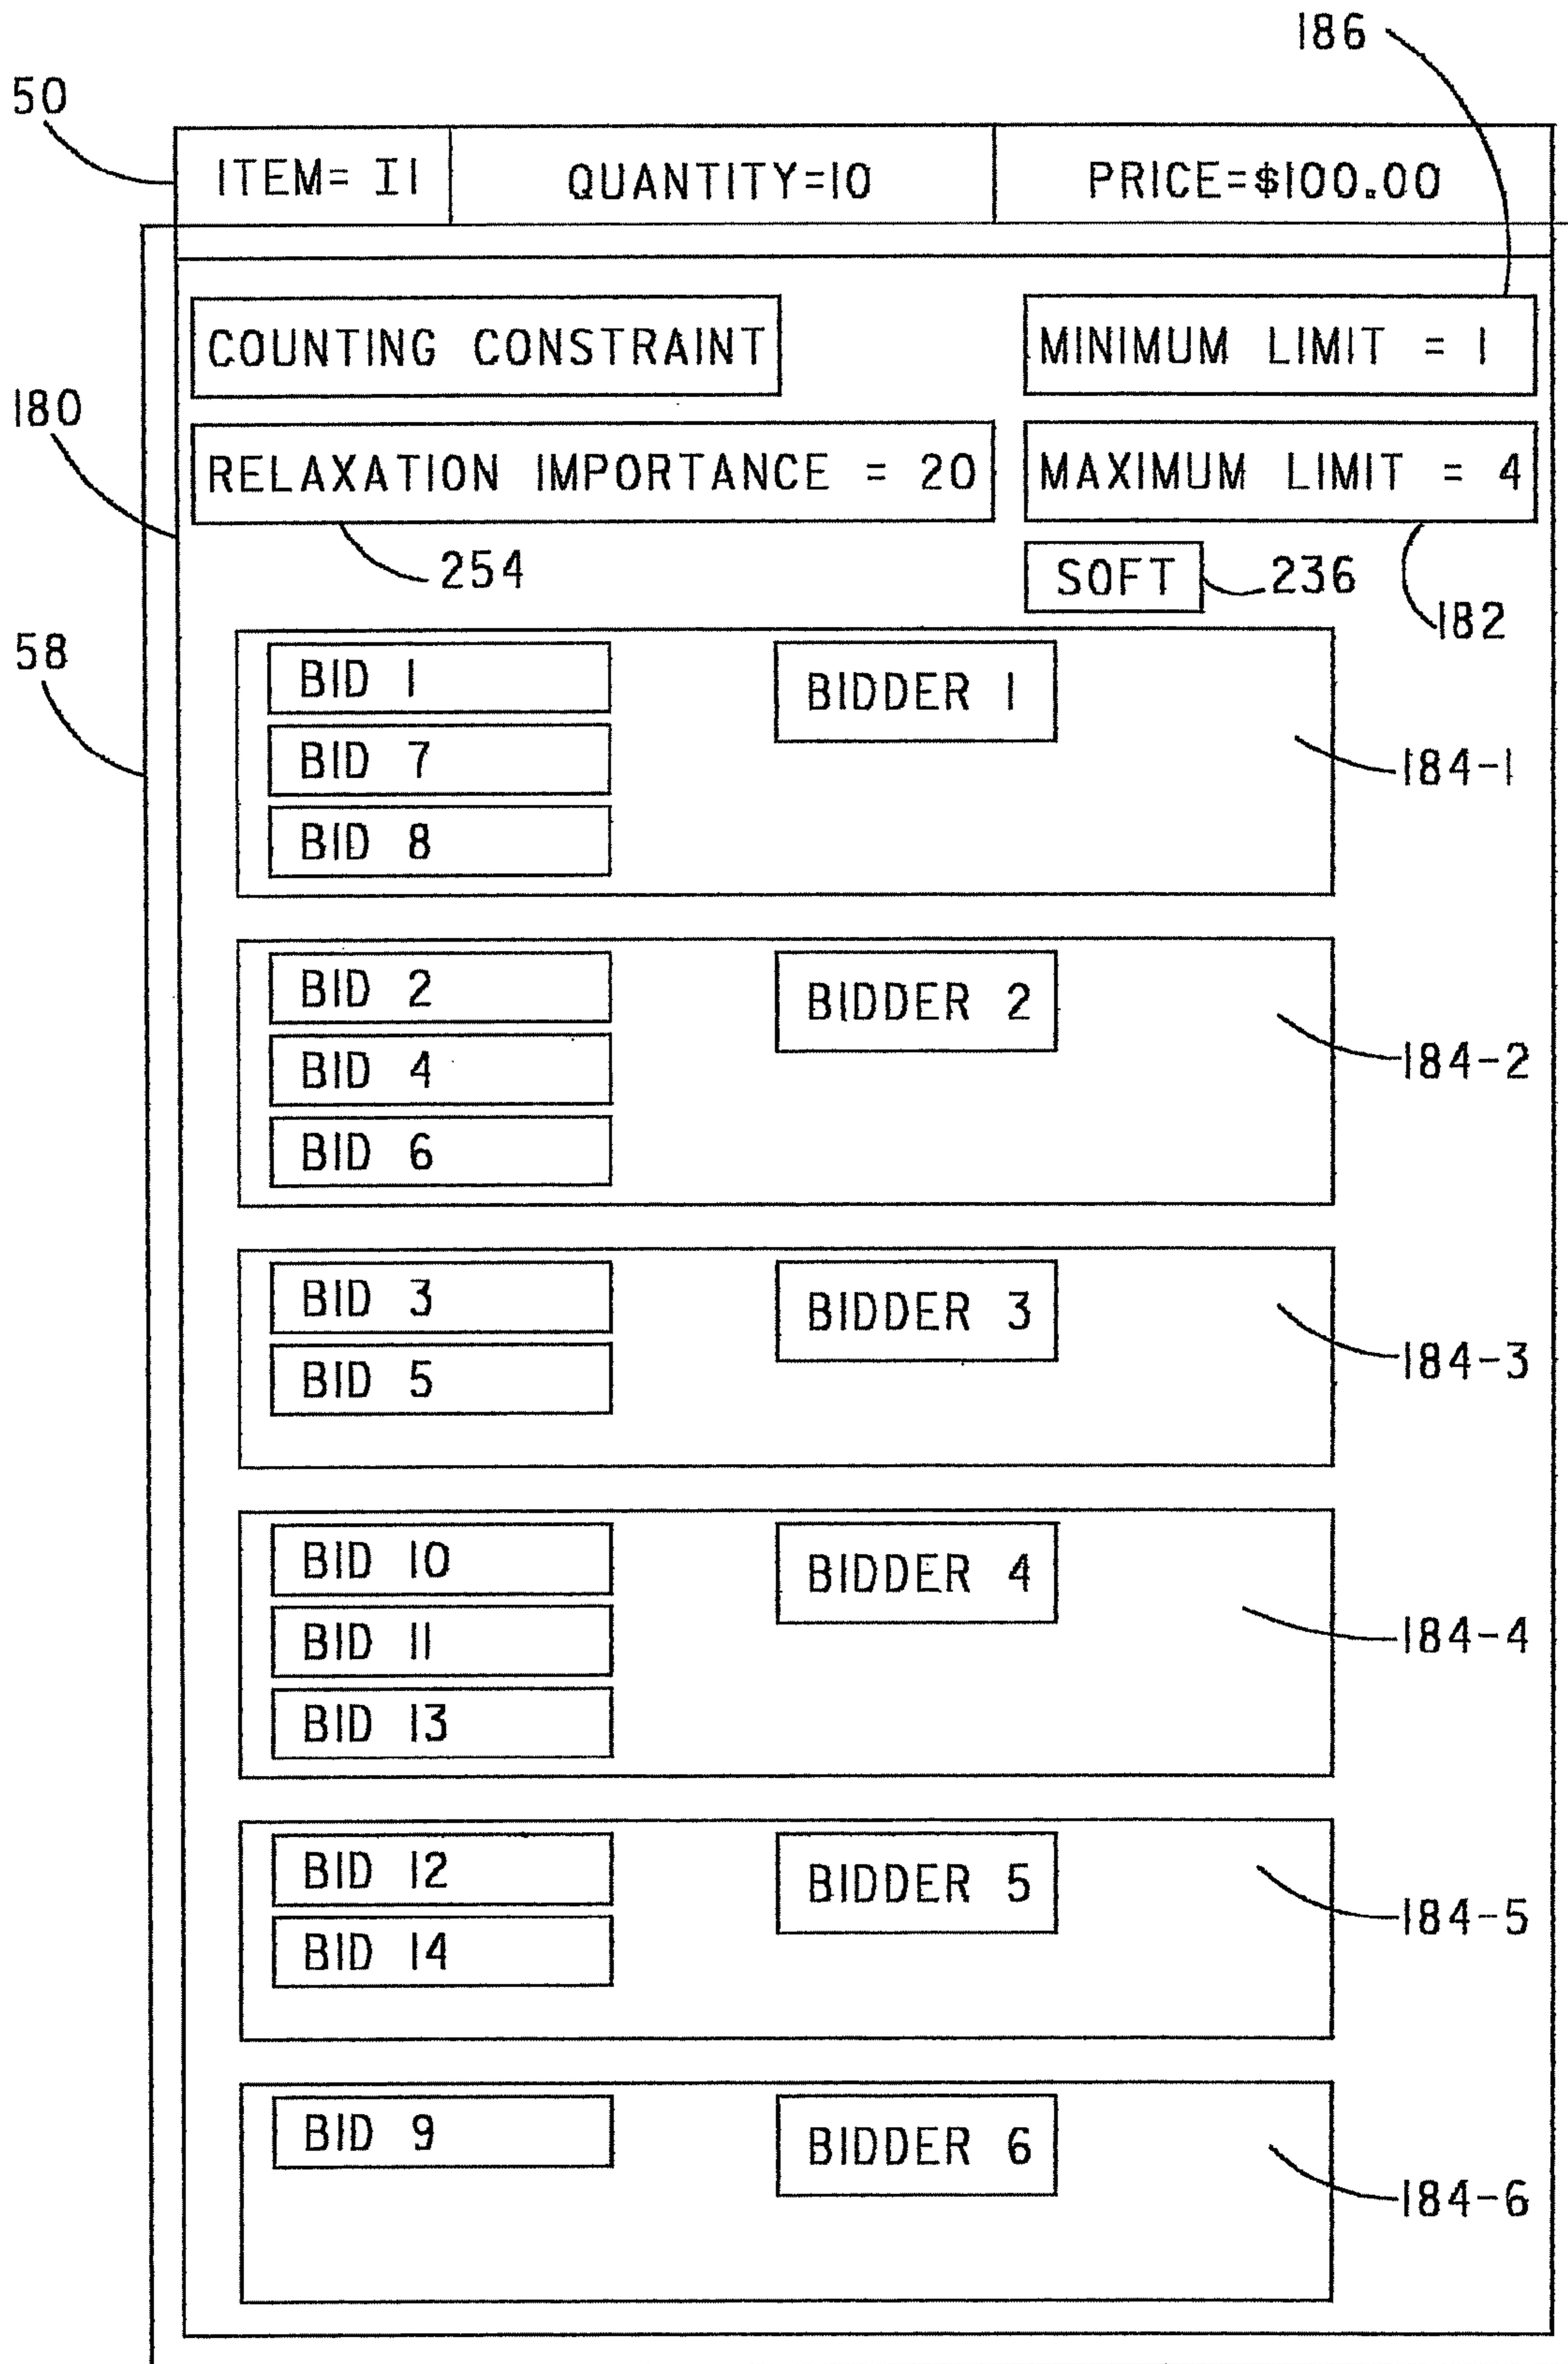 186
50
ITEM= I1 QUANTITY=10 PRICE=$100.00
COUNTING CONSTRAINT MINIMUM LIMIT = 1
180
RELAXATION IMPORTANCE = 20 MAXIMUM LIMIT = 4
254 SOFT 236
182
58
BID 1 BIDDER 1
BID 7 184-1
BID 8
BID 2 BIDDER 2
BID 4 184-2
BID 6
BID 3 BIDDER 3
BID 5 184-3
BID 10 BIDDER 4
BID 11 184-4
BID 13
BID 12 BIDDER 5
BID 14 184-5
BID 9 BIDDER 6
184-6